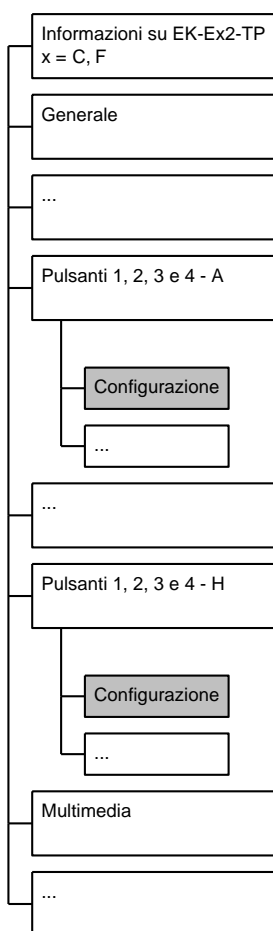 Informazioni su EK-Ex2-TP
x = C, F
Generale
...
Pulsanti 1, 2, 3 e 4 - A
Configurazione
...
...
Pulsanti 1, 2, 3 e 4 - H
Configurazione
...
Multimedia
...